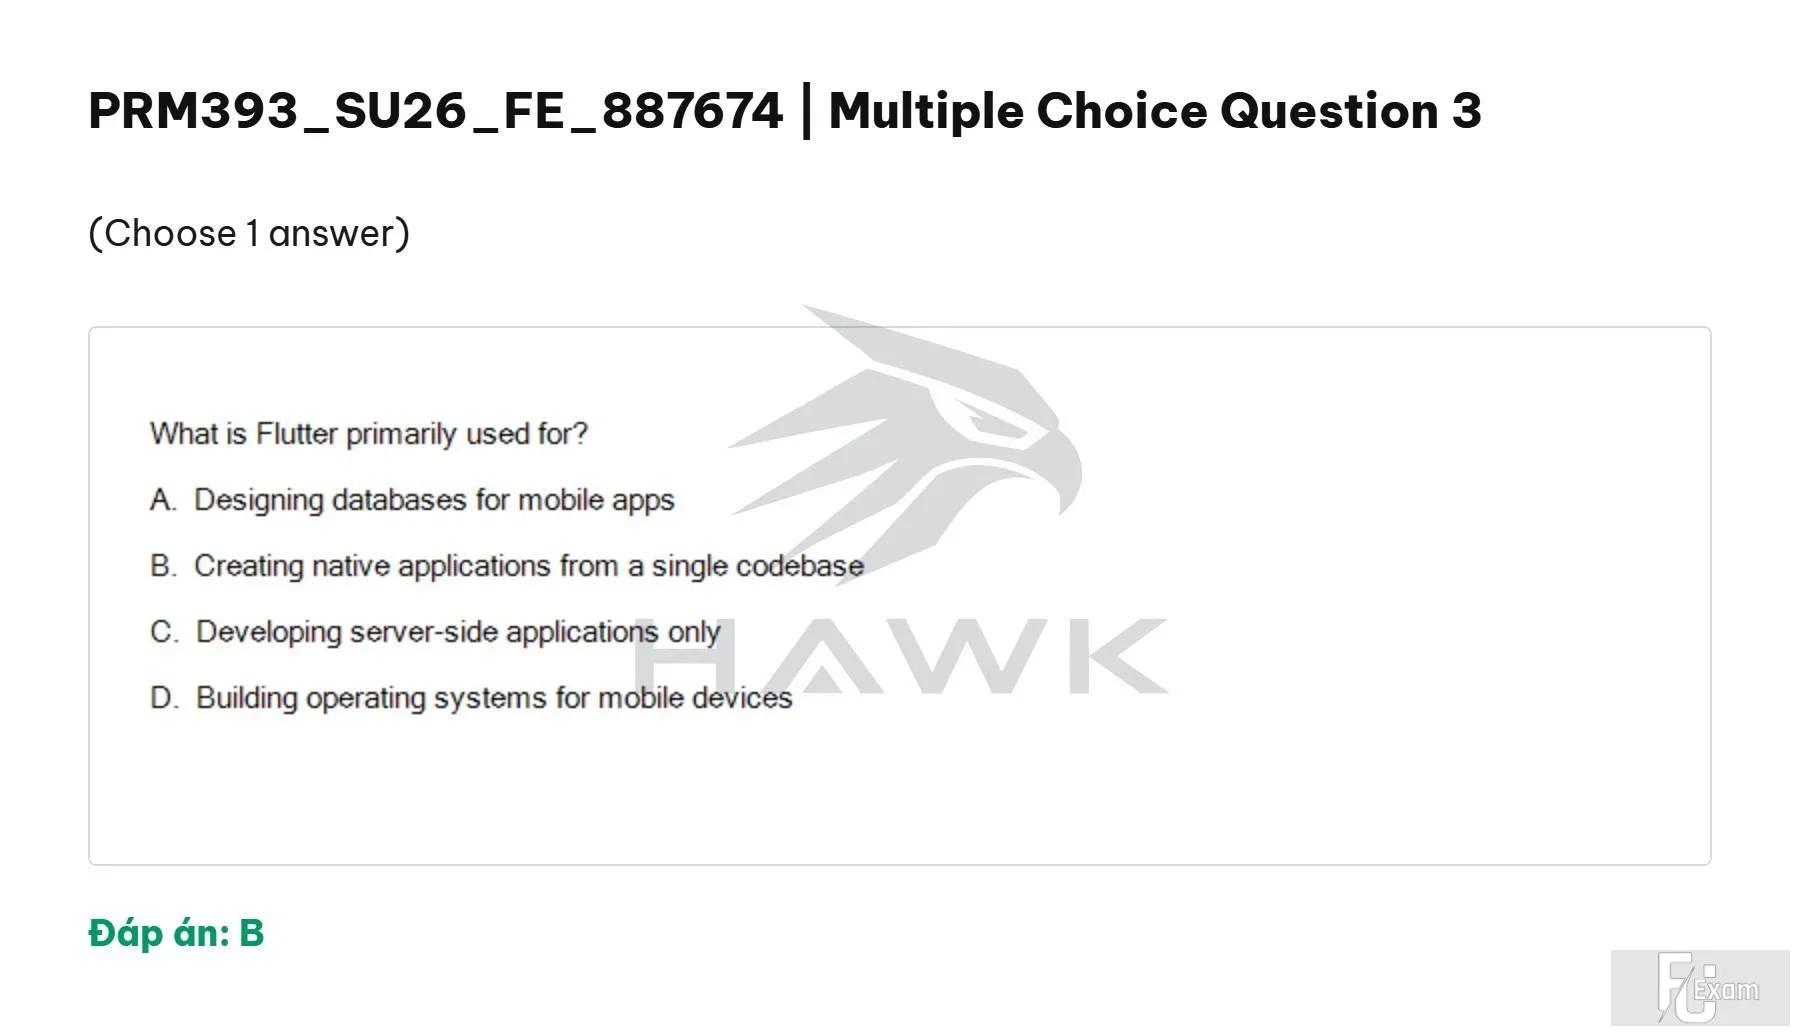 PRM393_SU26_FE_887674 | Multiple Choice Question 3
(Choose 1 answer)
What is Flutter primarily used for?
A. Designing databases for mobile apps
B. Creating native applications from a single codebase
C. Developing server-side applications only
D. Building operating systems for mobile devices
HAWK
Đáp án: B
FU Exam